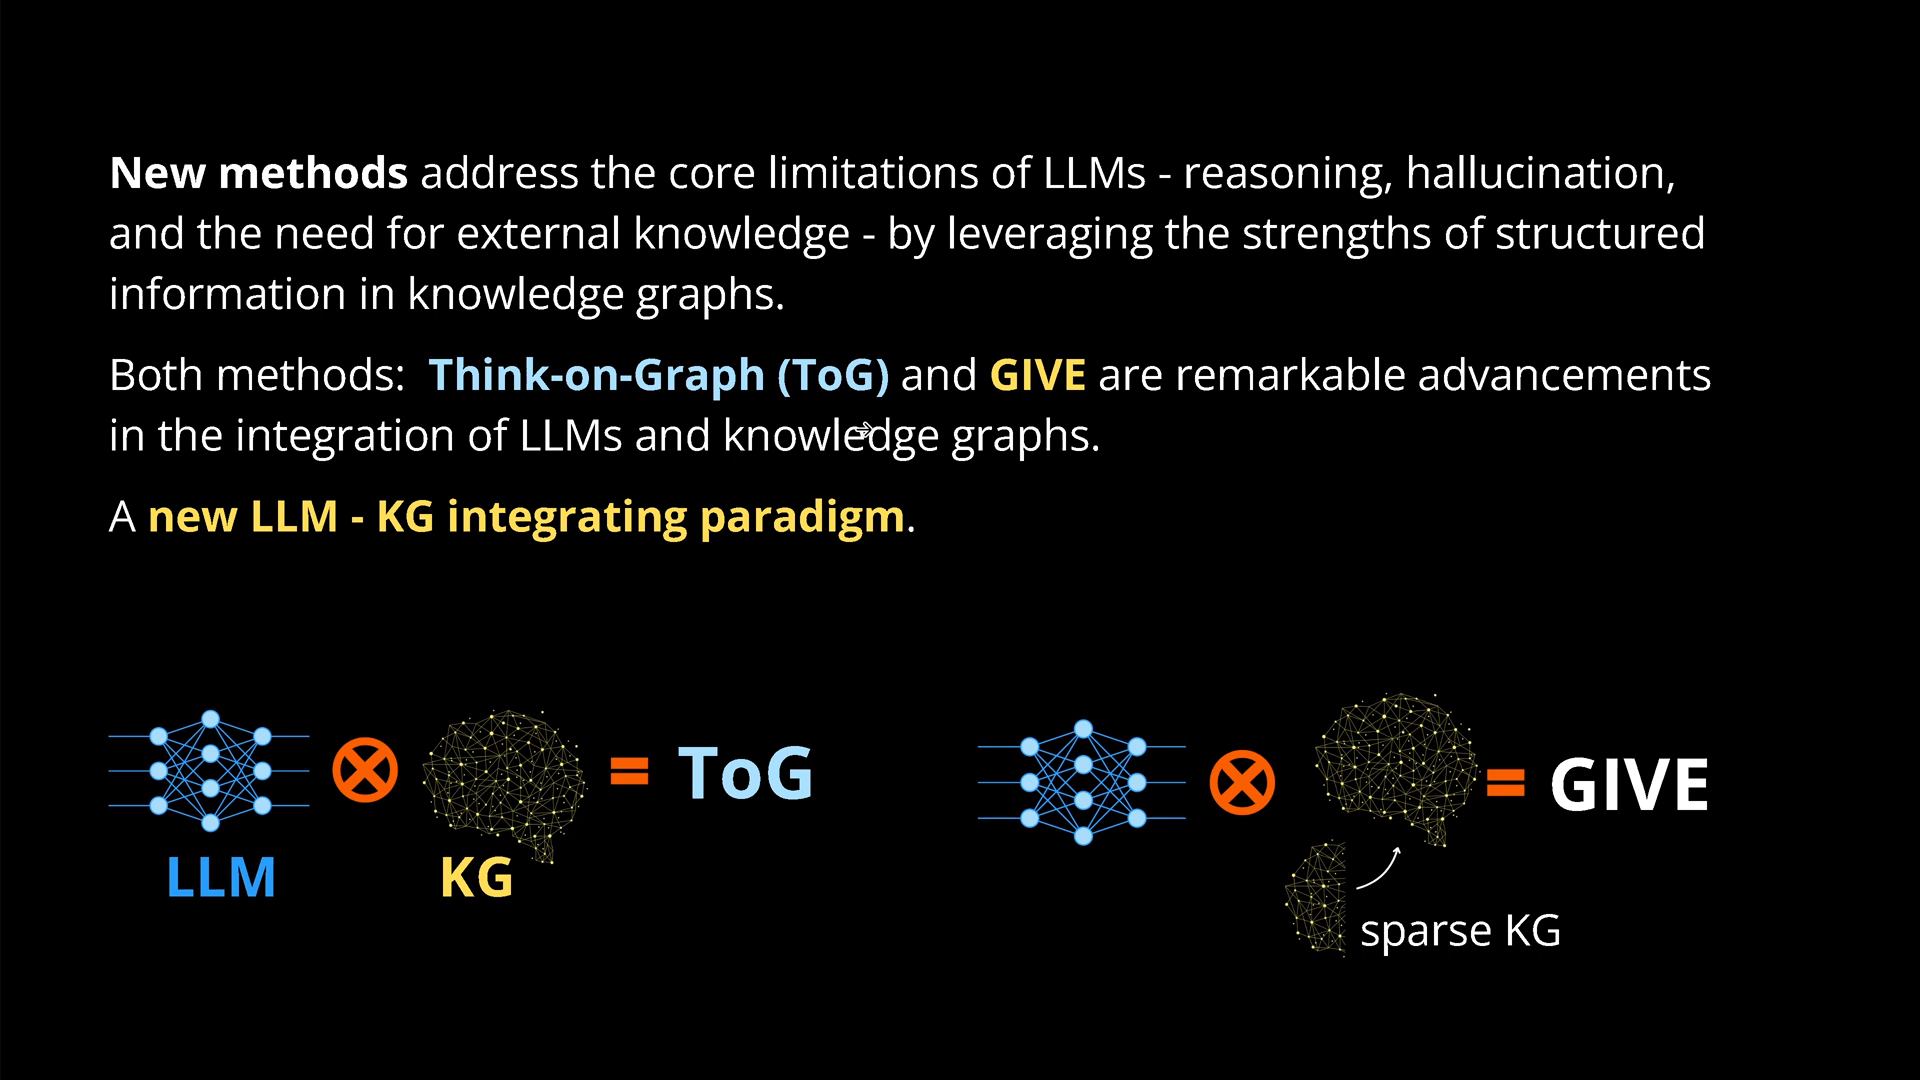 New methods address the core limitations of LLMs - reasoning, hallucination,
and the need for external knowledge - by leveraging the strengths of structured
information in knowledge graphs.
Both methods: Think-on-Graph (ToG) and GIVE are remarkable advancements
in the integration of LLMs and knowledge graphs.
A new LLM - KG integrating paradigm.
= ToG
LLM
KG
= GIVE
sparse KG